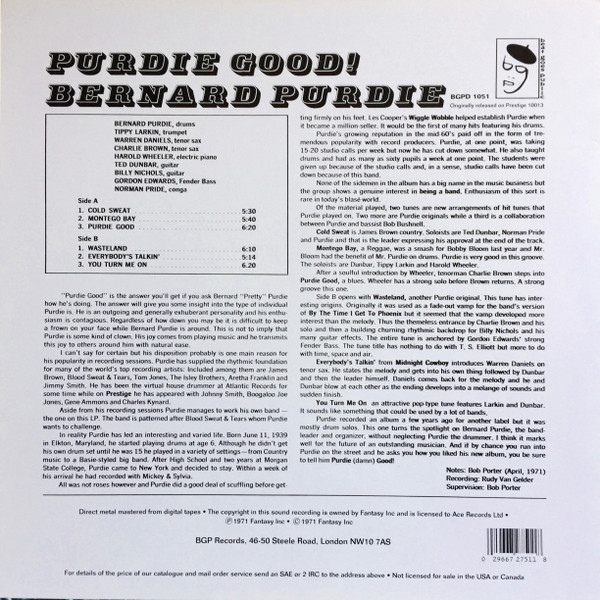 PURDIE GOOD!
BERNARD PURDIE
BGPD 1051
Originally released on Prestige 10013
BERNARD PURDIE, drums
TIPPY LARKIN, trumpet
WARREN DANIELS, tenor sax
CHARLIE BROWN, tenor sax
HAROLD WHEELER, electric piano
TED DUNBAR, guitar
BILLY NICHOLS, guitar
GORDON EDWARDS, Fender Bass
NORMAN PRIDE, conga
Side A
1. COLD SWEAT 5:30
2. MONTEGO BAY 5:40
3. PURDIE GOOD 6:20
Side B
1. WASTELAND 6:10
2. EVERYBODY'S TALKIN' 5:14
3. YOU TURN ME ON 6.20
"Purdie Good" is the answer you'll get if you ask Bernard "Pretty" Purdie
how he's doing. The answer will give you some insight into the type of individual
Purdie is. He is an outgoing and generally exuberant personality and his enthu-
siasm is contagious. Regardless of how down you may be it is difficult to keep
a frown on your face while Bernard Purdie is around. This is not to imply that
Purdie is some kind of clown. His joy comes from playing music and he transmits
this joy to others around him with natural ease.
I can't say for certain but this disposition probably is one main reason for
his popularity in recording sessions. Purdie has supplied the rhythmic foundation
for many of the world's top recording artists: Included among them are James
Brown, Blood Sweat & Tears, Tom Jones, The Isley Brothers, Aretha Franklin and
Jimmy Smith. He has been the virtual house drummer at Atlantic Records for
some time while on Prestige he has appeared with Johnny Smith, Boogaloo Joe
Jones, Gene Ammons and Charles Kynard.
Aside from his recording sessions Purdie manages to work his own band —
the one on this LP. The band is patterned after Blood Sweat & Tears whom Purdie
wants to challenge.
In reality Purdie has led an interesting and varied life. Born June 11, 1939
in Elkton, Maryland, he started playing drums at age 6. Although he didn't get
his own drum set until he was 15 he played in a variety of settings—from Country
music to a Basie-styled big band. After High School and two years at Morgan
State College, Purdie came to New York and decided to stay. Within a week of
his arrival he had recorded with Mickey & Sylvia.
All was not roses however and Purdie did a good deal of scuffling before get-
ting firmly on his feet. Les Cooper's Wiggle Wobble helped establish Purdie when
it became a million seller. It would be the first of many hits featuring his drums.
Purdie's growing reputation in the mid-60's paid off in the form of tre-
mendous popularity with record producers. Purdie, at one point, was taking
15-20 studio calls per week but now he has cut down somewhat. He also taught
drums and had as many as sixty pupils a week at one point. The students were
given up because of the studio calls and, in a sense, studio calls have been cut
down because of this band.
None of the sidemen in the album has a big name in the music business but
the group shows a genuine interest in being a band. Enthusiasm of this sort is
rare in today's blasé world.
Of the material played, two tunes are new arrangements of hit tunes that
Purdie played on. Two more are Purdie originals while a third is a collaboration
between Purdie and bassist Bob Bushnell.
Cold Sweat is James Brown country. Soloists are Ted Dunbar, Norman Pride
and Purdie and that is the leader expressing his approval at the end of the track.
Montego Bay, a Reggae, was a smash for Bobby Bloom last year and Mr.
Bloom had the benefit of Mr. Purdie on drums. Purdie is very good in this groove.
The soloists are Dunbar, Tippy Larkin and Harold Wheeler.
After a soulful introduction by Wheeler, tenorman Charlie Brown steps into
Purdie Good, a blues. Wheeler has a strong solo before Brown returns. A strong
groove this one.
Side B opens with Wasteland, another Purdie original. This tune has inter-
esting origins. Originally it was used as a fade-out vamp for the band's version
of By The Time I Get To Phoenix but it seemed that the vamp developed more
interest than the melody. Thus the themeless entrance by Charlie Brown and his
solo and then a building churning rhythmic backdrop for Billy Nichols and his
many guitar effects. The entire tune is anchored by Gordon Edwards' strong
Fender Bass. The tune title has nothing to do with T. S. Elliott but more to do
with time, space and air.
Everybody's Talkin' from Midnight Cowboy introduces Warren Daniels on
tenor sax. He states the melody and gets into his own thing followed by Dunbar
and then the leader himself. Daniels comes back for the melody and he and
Dunbar blow at each other as the ending develops into a melange of sounds and
sudden finish.
You Turn Me On an attractive pop-type tune features Larkin and Dunbar.
It sounds like something that could be used by a lot of bands.
Purdie recorded an album a few years ago for another label but it was
mostly drum solos. This one turns the spotlight on Bernard Purdie, the band-
leader and organizer, without neglecting Purdie the drummer. I think it marks
well for the future of an outstanding musician. And if by chance you run into
Purdie on the street and he asks you how you liked his new album, you be sure
to tell him Purdie (damn) Good!
Notes: Bob Porter (April, 1971)
Recording: Rudy Van Gelder
Supervision: Bob Porter
Direct metal mastered from digital tapes • The copyright in this sound recording is owned by Fantasy Inc and is licensed to Ace Records Ltd •
℗ 1971 Fantasy Inc • © 1971 Fantasy Inc
BGP Records, 46-50 Steele Road, London NW10 7AS
0 29667 27511 8
For details of the price of our catalogue and mail order service send an SAE or 2 IRC to the address above • Not licensed for sale in the USA or Canada